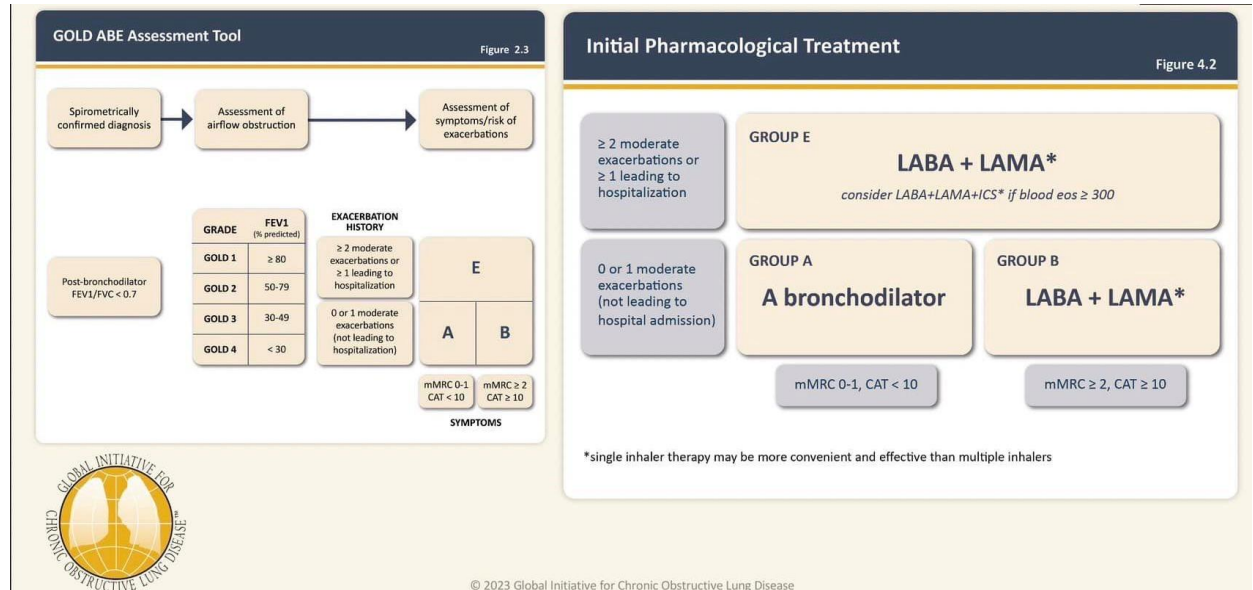 GOLD ABE Assessment Tool
Figure 2.3
Spirometrically
confirmed diagnosis
Assessment of
airflow obstruction
Assessment of
symptoms/risk of
exacerbations
Post-bronchodilator
FEV1/FVC < 0.7
GRADE
FEV1
(% predicted)
GOLD 1
≥ 80
GOLD 2
50-79
GOLD 3
30-49
GOLD 4
< 30
EXACERBATION
HISTORY
≥ 2 moderate
exacerbations or
≥ 1 leading to
hospitalization
0 or 1 moderate
exacerbations
(not leading to
hospitalization)
E
A
B
mMRC 0-1
CAT < 10
mMRC ≥ 2
CAT ≥ 10
SYMPTOMS
GLOBAL INITIATIVE FOR
CHRONIC OBSTRUCTIVE LUNG DISEASE™
Initial Pharmacological Treatment
Figure 4.2
≥ 2 moderate
exacerbations or
≥ 1 leading to
hospitalization
GROUP E
LABA + LAMA*
consider LABA+LAMA+ICS* if blood eos ≥ 300
0 or 1 moderate
exacerbations
(not leading to
hospital admission)
GROUP A
A bronchodilator
GROUP B
LABA + LAMA*
mMRC 0-1, CAT < 10
mMRC ≥ 2, CAT ≥ 10
*single inhaler therapy may be more convenient and effective than multiple inhalers
© 2023 Global Initiative for Chronic Obstructive Lung Disease